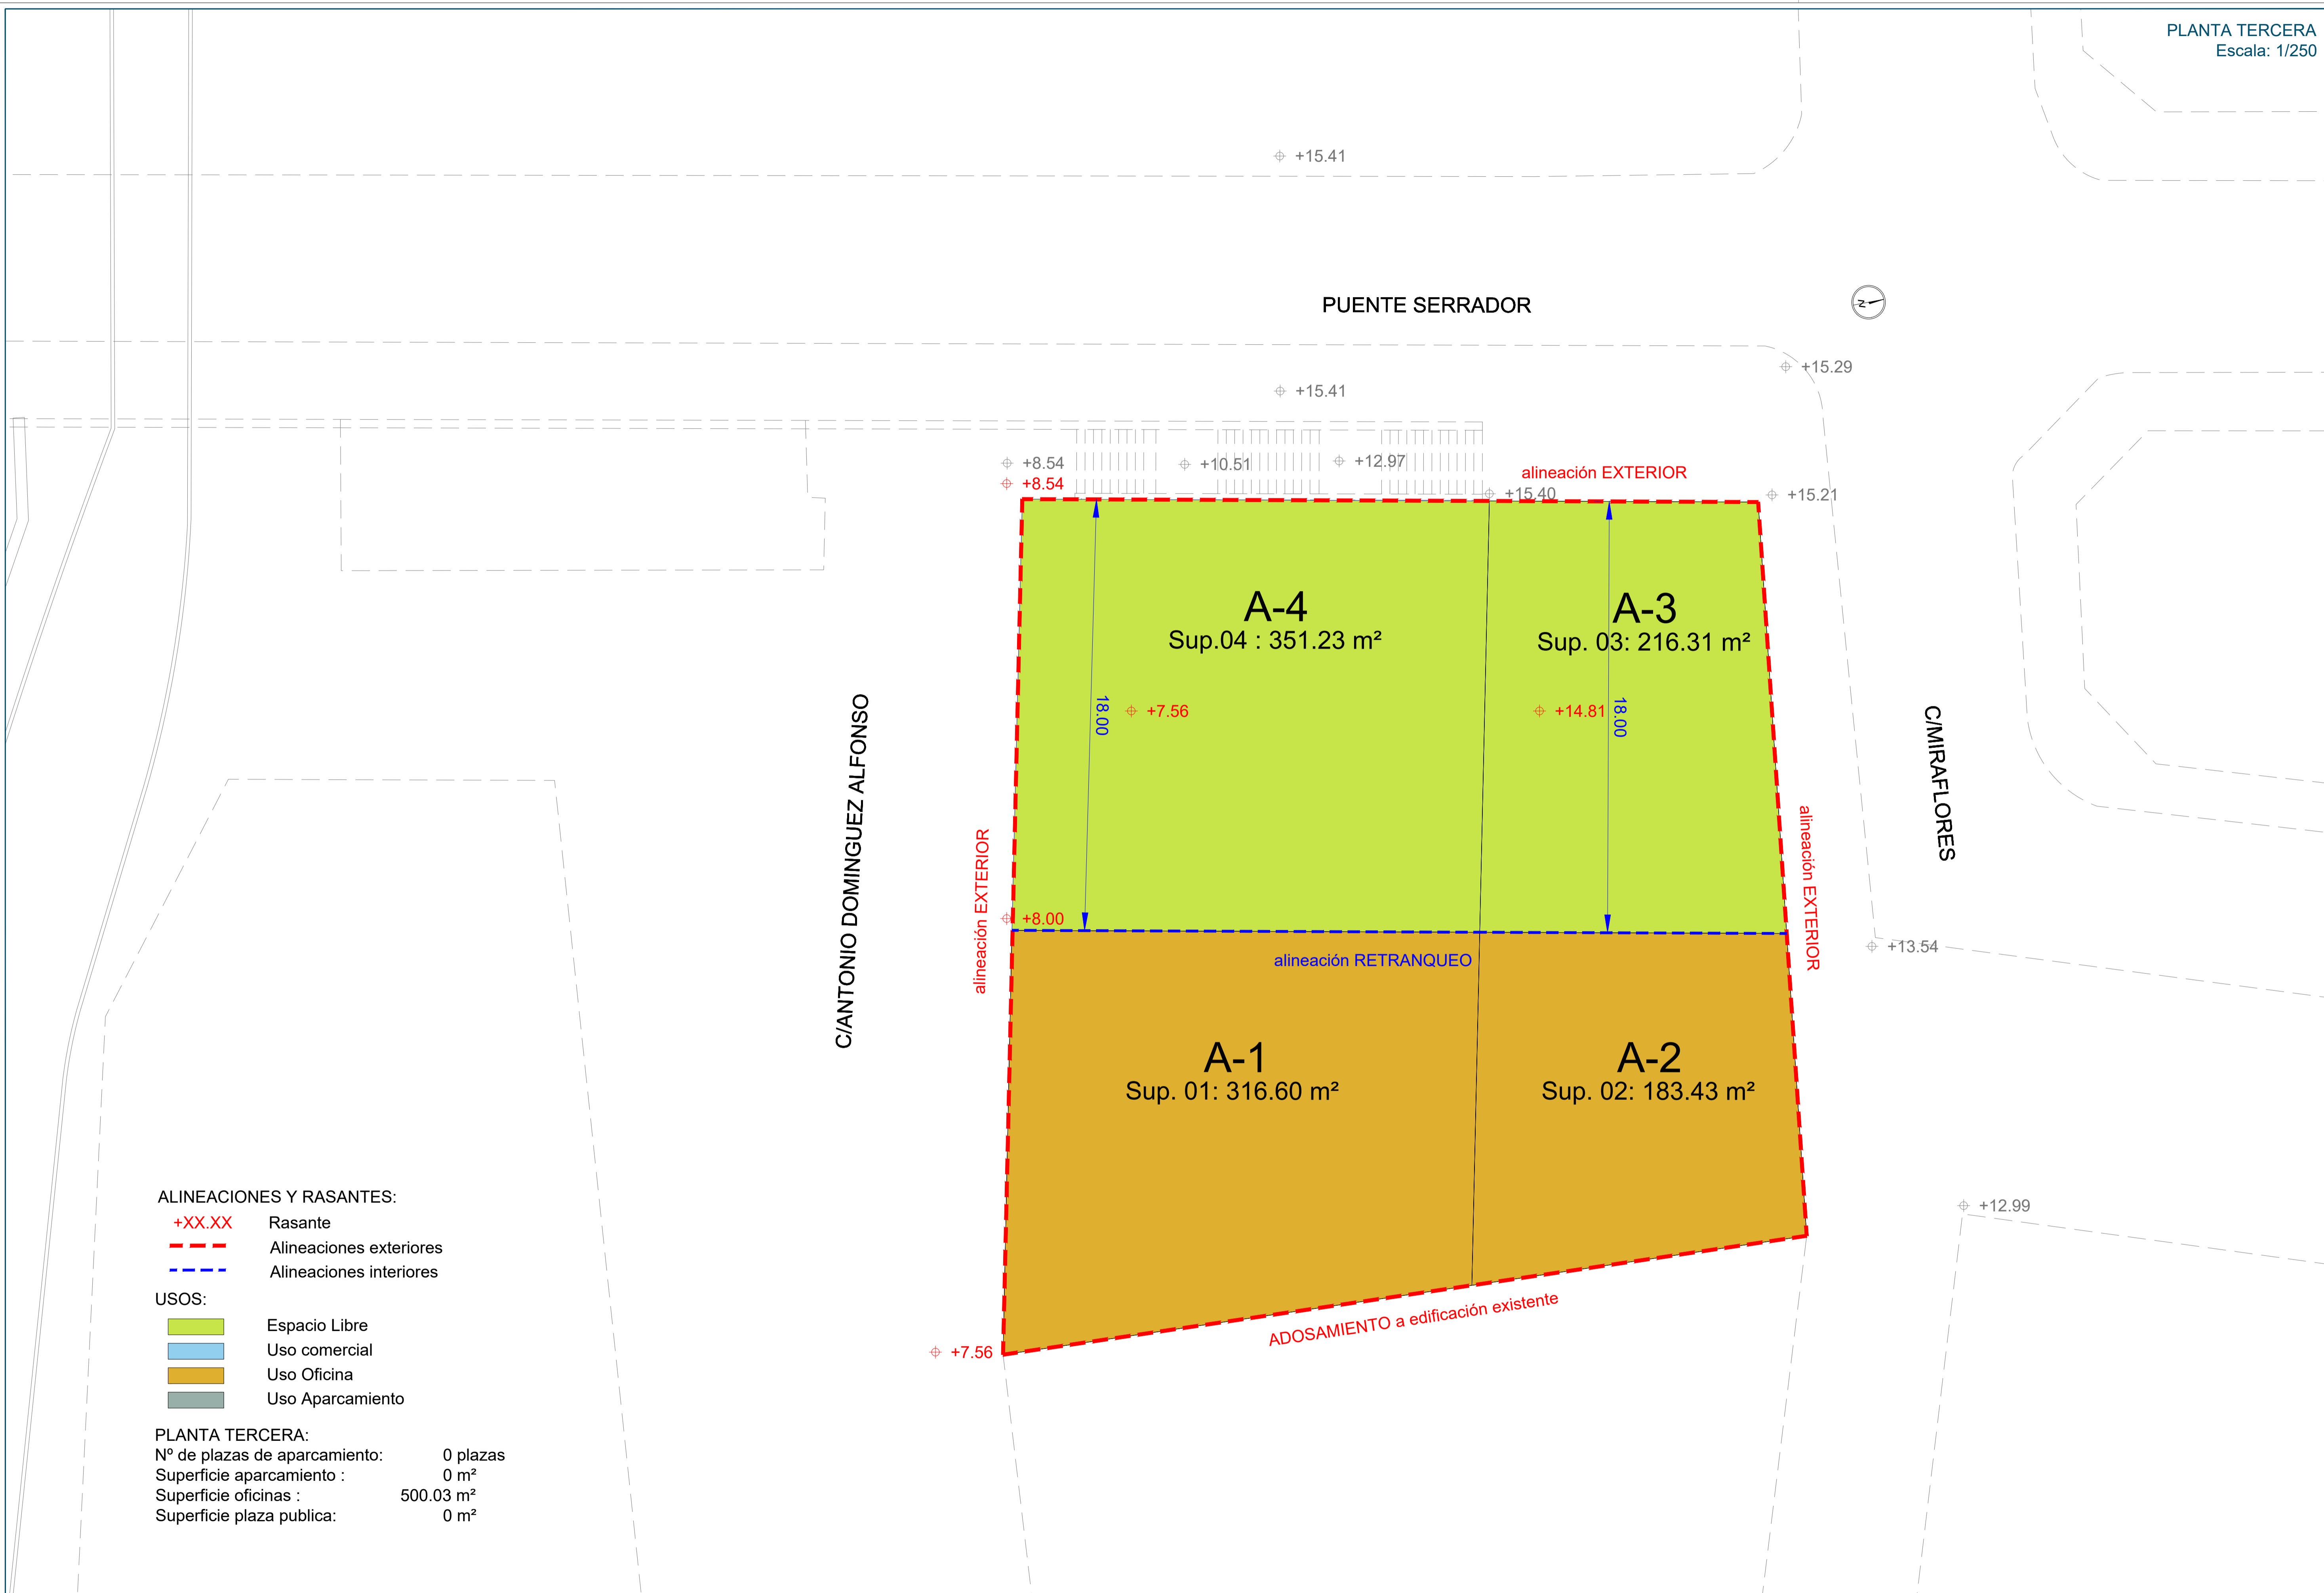 PLANTA TERCERA
Escala: 1/250
+15.41
PUENTE SERRADOR
N
+15.29
+15.41
+8.54
+10.51
+12.97
alineación EXTERIOR
+8.54
+15.40
+15.21
A-4
Sup.04 : 351.23 m²
A-3
Sup. 03: 216.31 m²
18.00
+7.56
+14.81
18.00
C/ANTONIO DOMINGUEZ ALFONSO
C/MIRAFLORES
alineación EXTERIOR
alineación EXTERIOR
+8.00
alineación RETRANQUEO
+13.54
A-1
Sup. 01: 316.60 m²
A-2
Sup. 02: 183.43 m²
+12.99
ADOSAMIENTO a edificación existente
+7.56
ALINEACIONES Y RASANTES:
+XX.XX Rasante
Alineaciones exteriores
Alineaciones interiores
USOS:
Espacio Libre
Uso comercial
Uso Oficina
Uso Aparcamiento
PLANTA TERCERA:
Nº de plazas de aparcamiento: 0 plazas
Superficie aparcamiento : 0 m²
Superficie oficinas : 500.03 m²
Superficie plaza publica: 0 m²